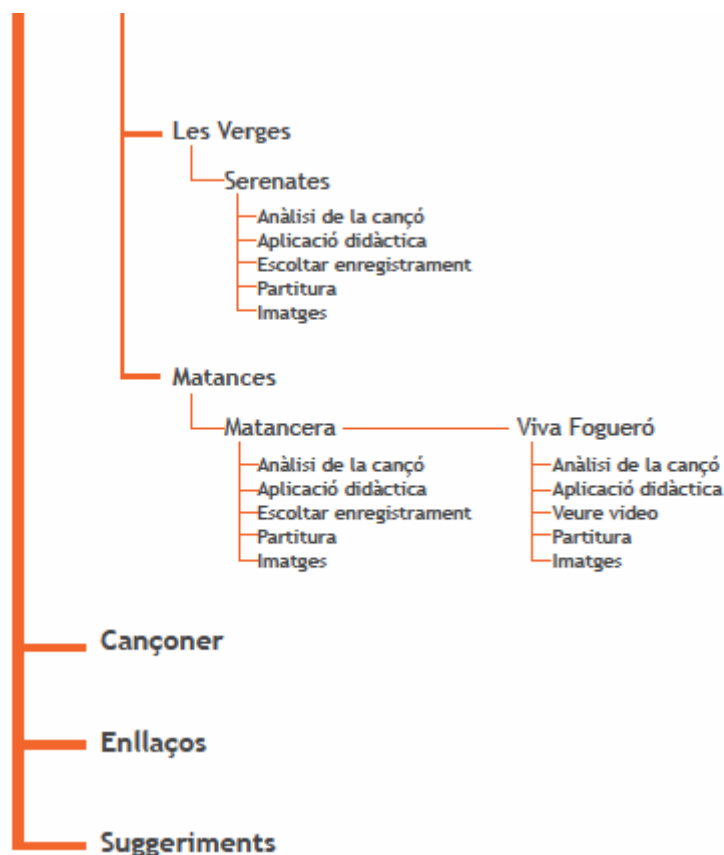 Les Verges
Serenates
Anàlisi de la cançó
Aplicació didàctica
Escoltar enregistrament
Partitura
Imatges
Matances
Matancera
Anàlisi de la cançó
Aplicació didàctica
Escoltar enregistrament
Partitura
Imatges
Viva Fogueró
Anàlisi de la cançó
Aplicació didàctica
Veure video
Partitura
Imatges
Cançoner
Enllaços
Suggeriments